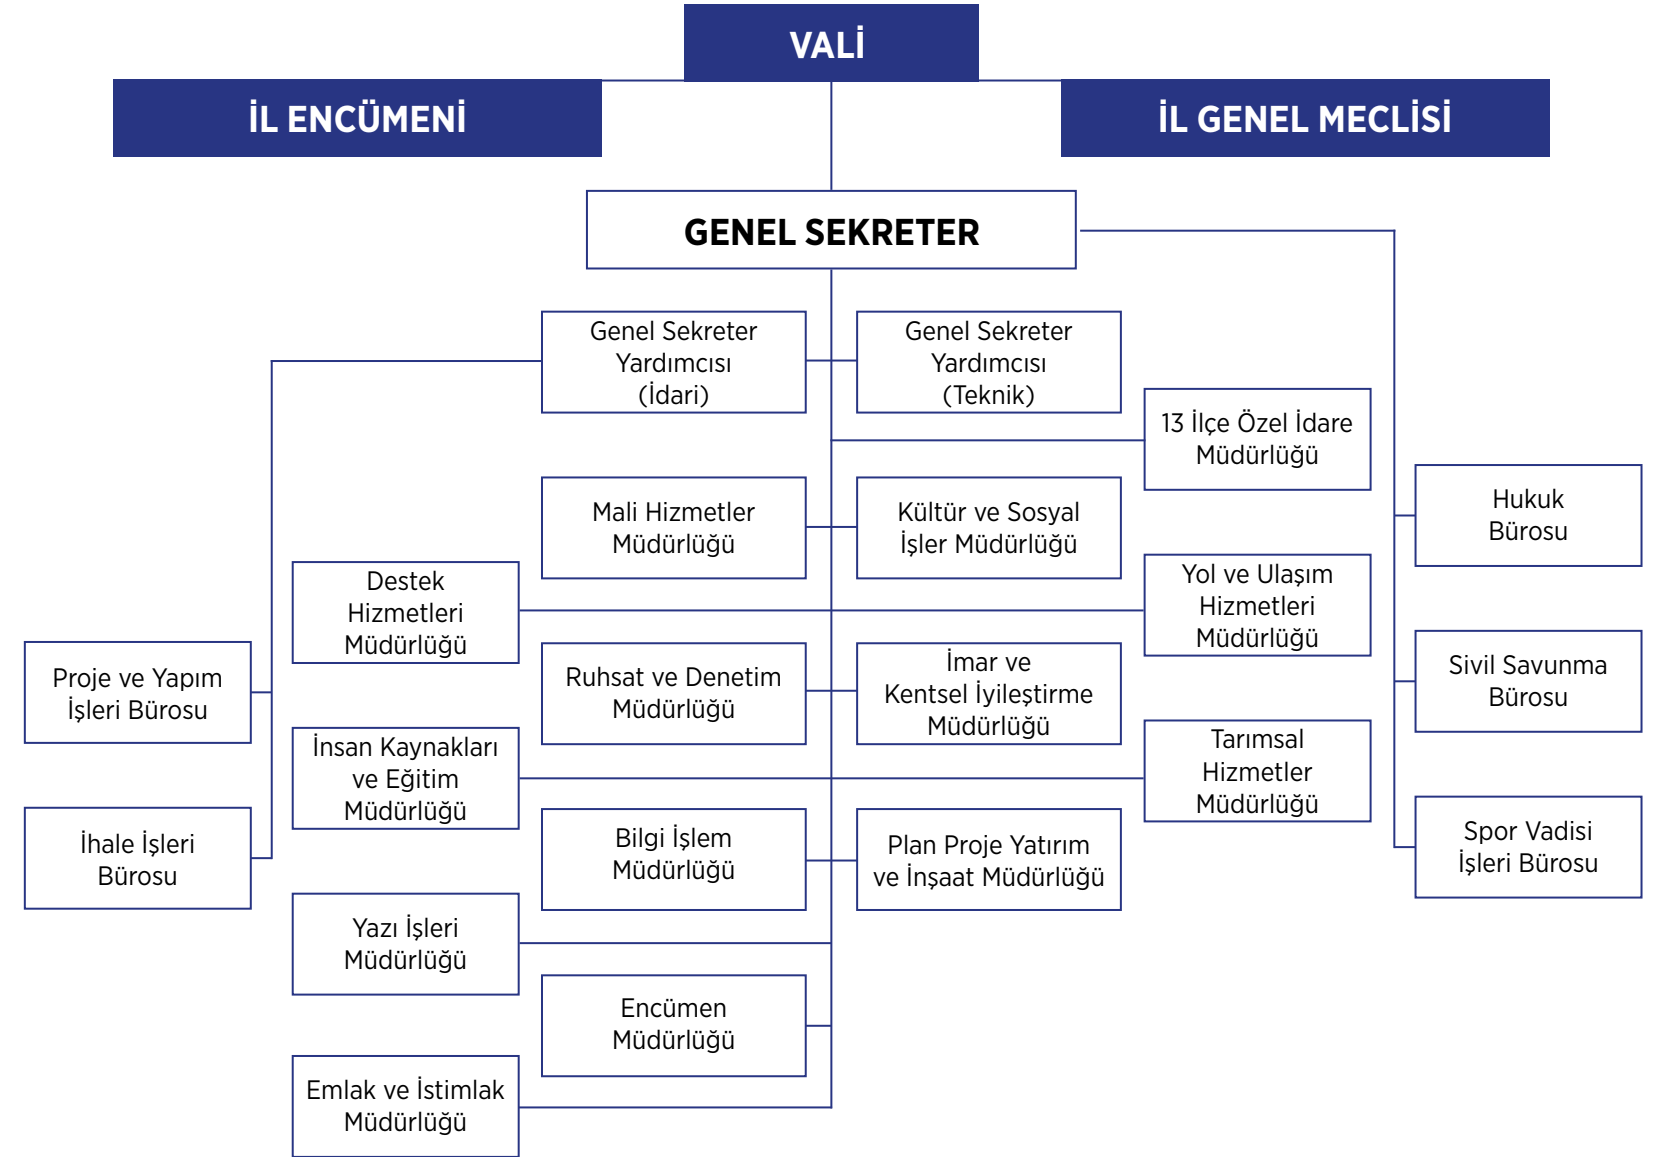 VALİ
İL ENCÜMENİ
İL GENEL MECLİSİ
GENEL SEKRETER
Genel Sekreter
Yardımcısı
(İdari)
Genel Sekreter
Yardımcısı
(Teknik)
13 İlçe Özel İdare
Müdürlüğü
Mali Hizmetler
Müdürlüğü
Kültür ve Sosyal
İşler Müdürlüğü
Hukuk
Bürosu
Destek
Hizmetleri
Müdürlüğü
Yol ve Ulaşım
Hizmetleri
Müdürlüğü
Proje ve Yapım
İşleri Bürosu
Ruhsat ve Denetim
Müdürlüğü
İmar ve
Kentsel İyileştirme
Müdürlüğü
Sivil Savunma
Bürosu
İnsan Kaynakları
ve Eğitim
Müdürlüğü
Tarımsal
Hizmetler
Müdürlüğü
İhale İşleri
Bürosu
Bilgi İşlem
Müdürlüğü
Plan Proje Yatırım
ve İnşaat Müdürlüğü
Spor Vadisi
İşleri Bürosu
Yazı İşleri
Müdürlüğü
Encümen
Müdürlüğü
Emlak ve İstimlak
Müdürlüğü